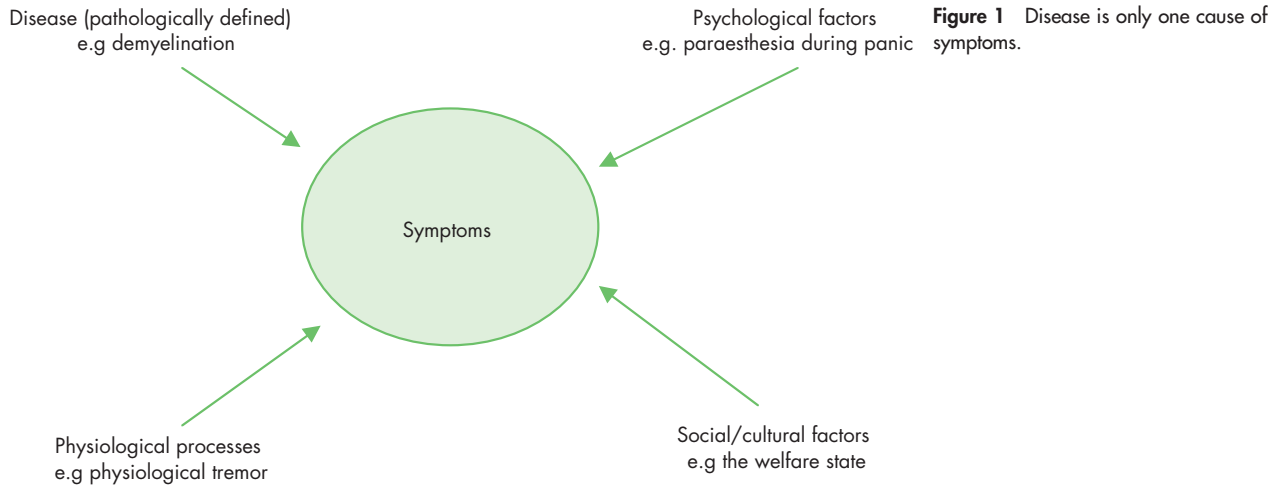 Disease (pathologically defined)
e.g demyelination
Psychological factors
e.g. paraesthesia during panic
Figure 1 Disease is only one cause of
symptoms.
Symptoms
Physiological processes
e.g physiological tremor
Social/cultural factors
e.g the welfare state